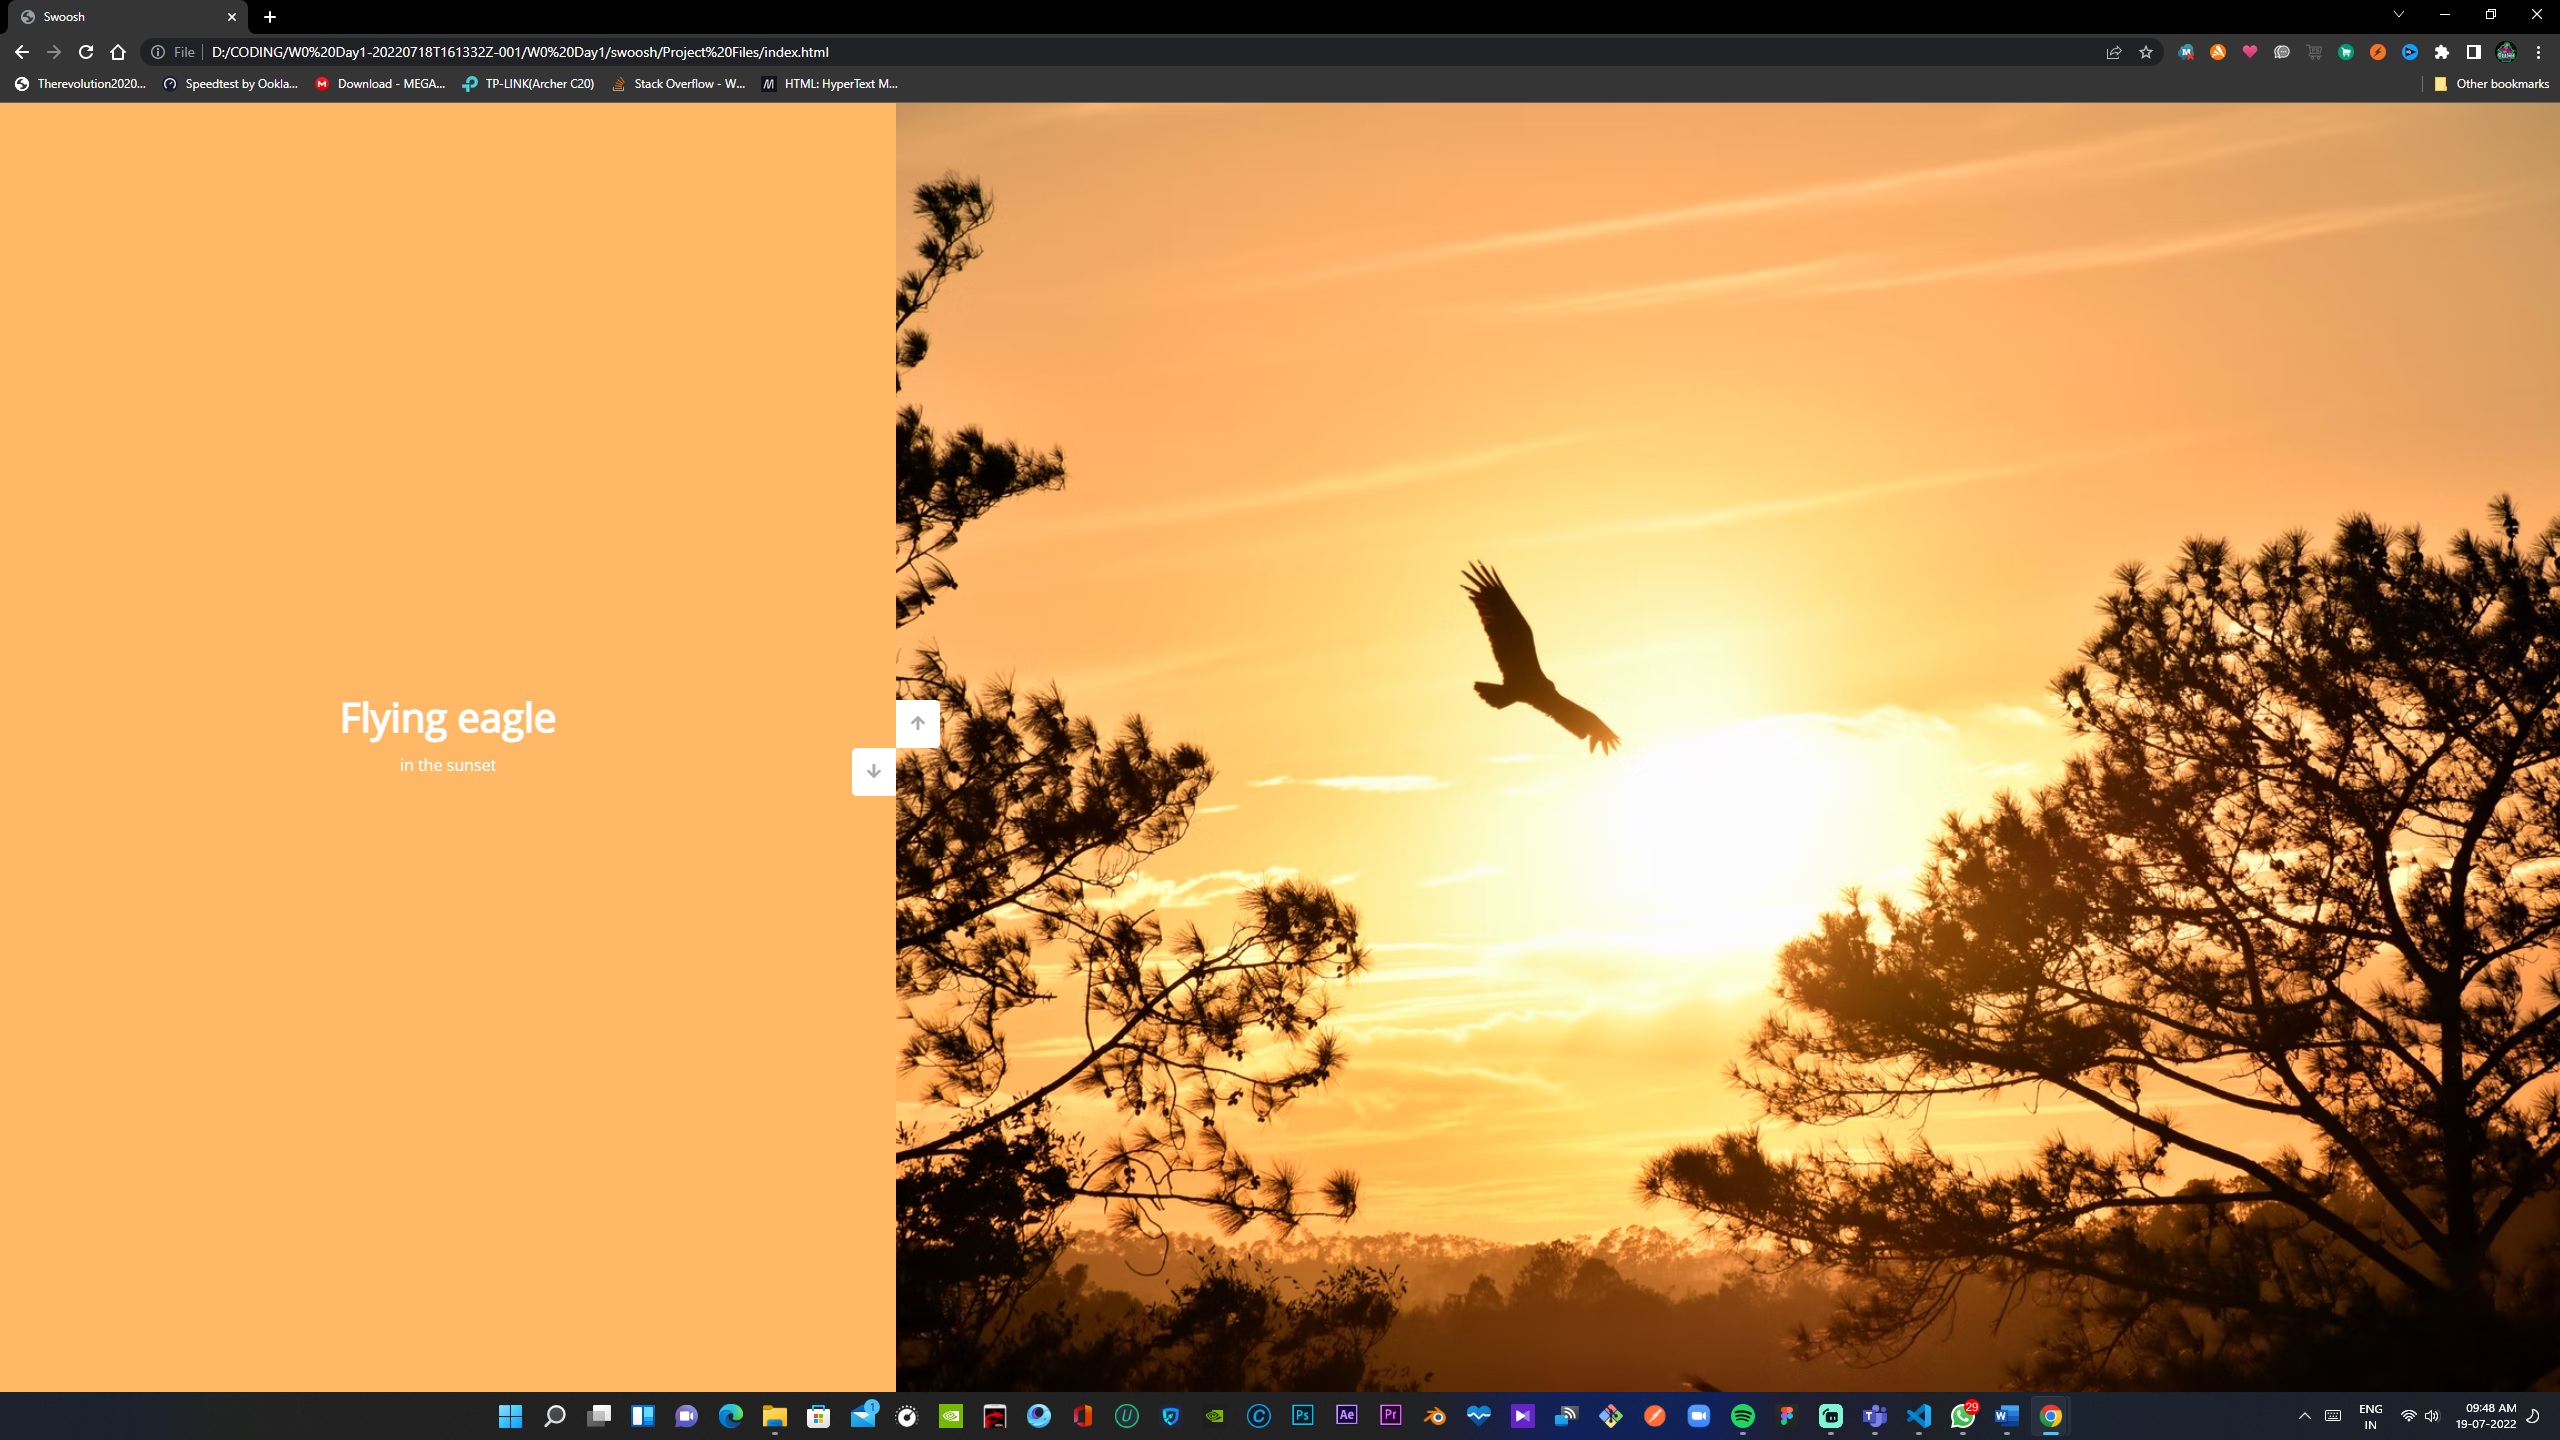 Swoosh
File
D:/CODING/W0%20Day1-20220718T161332Z-001/W0%20Day1/swoosh/Project%20Files/index.html
Therevolution2020... Speedtest by Ookla... Download - MEGA... TP-LINK(Archer C20) Stack Overflow - W... HTML: HyperText M... Other bookmarks
Flying eagle
in the sunset
1
Ps Ae Pr
29
ENG
IN
09:48 AM
19-07-2022